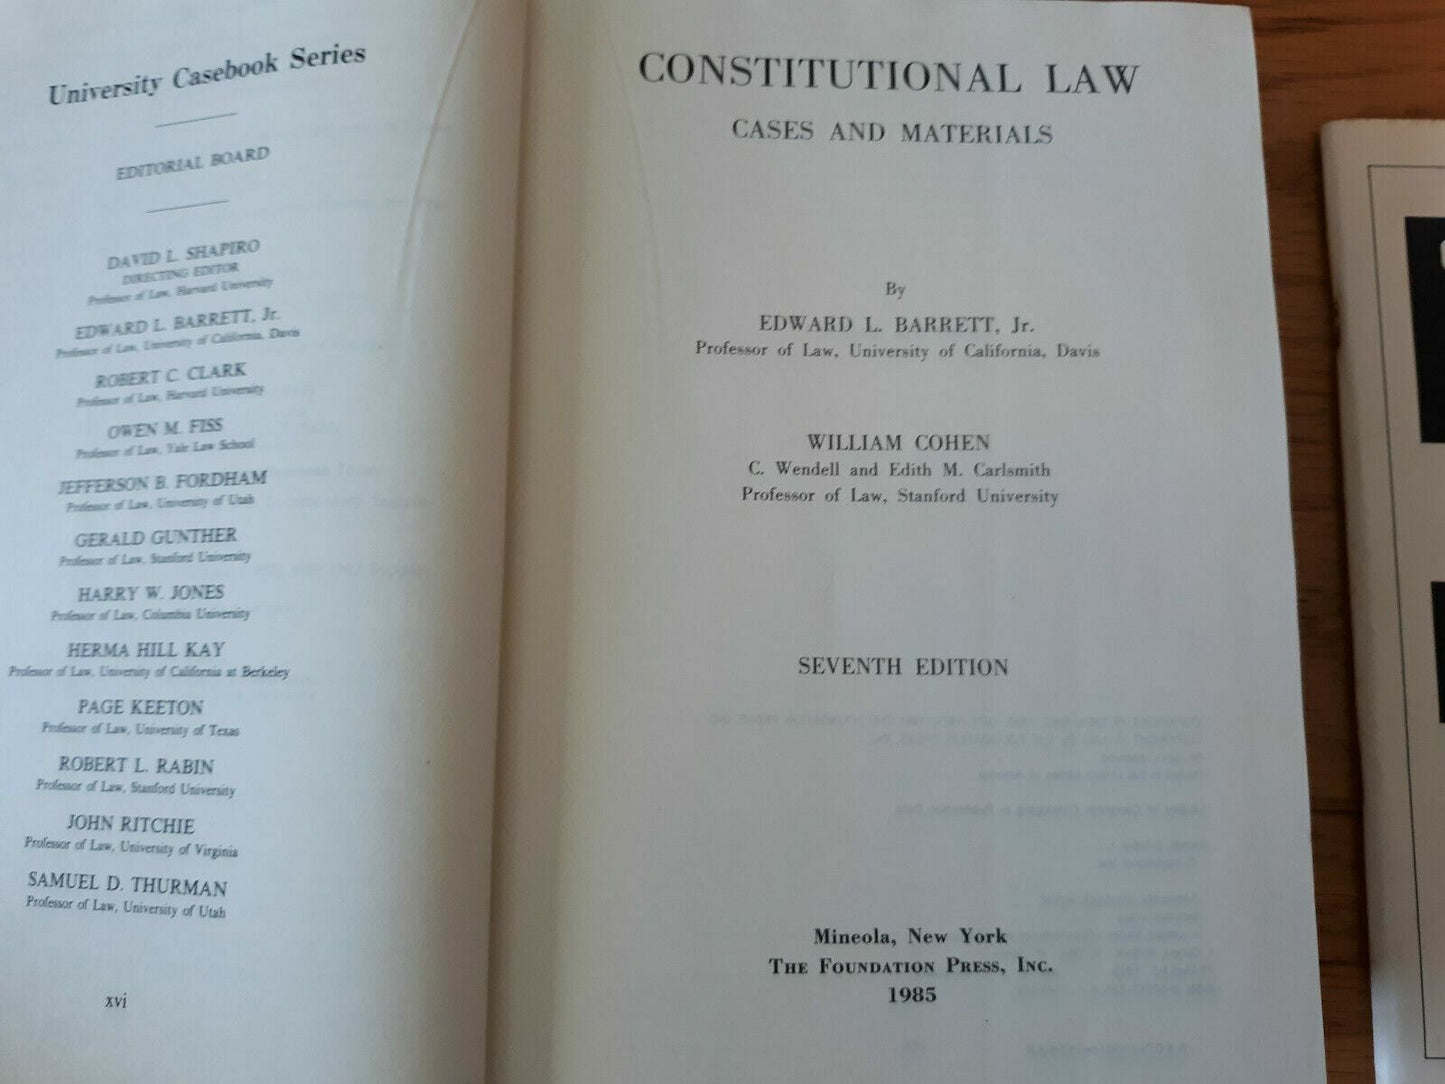 University Casebook Series
EDITORIAL BOARD
DAVID L. SHAPIRO
DIRECTING EDITOR
Professor of Law, Harvard University
EDWARD L. BARRETT, Jr.
Professor of Law, University of California, Davis
ROBERT C. CLARK
Professor of Law, Harvard University
OWEN M. FISS
Professor of Law, Yale Law School
JEFFERSON B. FORDHAM
Professor of Law, University of Utah
GERALD GUNTHER
Professor of Law, Stanford University
HARRY W. JONES
Professor of Law, Columbia University
HERMA HILL KAY
Professor of Law, University of California at Berkeley
PAGE KEETON
Professor of Law, University of Texas
ROBERT L. RABIN
Professor of Law, Stanford University
JOHN RITCHIE
Professor of Law, University of Virginia
SAMUEL D. THURMAN
Professor of Law, University of Utah
xvi
CONSTITUTIONAL LAW
CASES AND MATERIALS
By
EDWARD L. BARRETT, Jr.
Professor of Law, University of California, Davis
WILLIAM COHEN
C. Wendell and Edith M. Carlsmith
Professor of Law, Stanford University
SEVENTH EDITION
Mineola, New York
THE FOUNDATION PRESS, INC.
1985